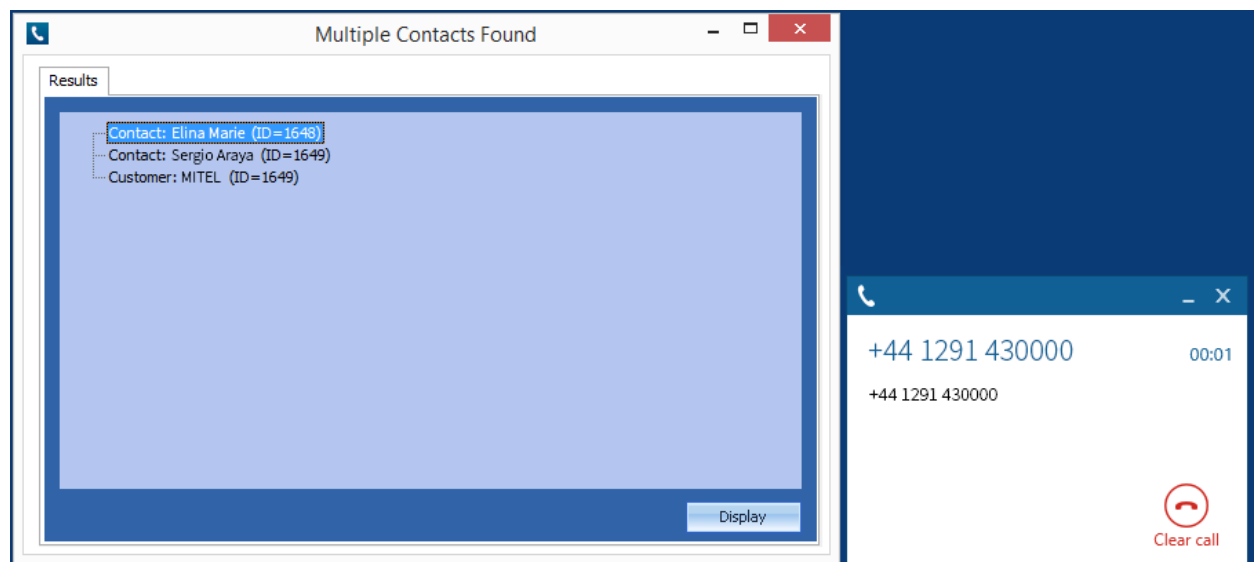 Multiple Contacts Found
Results
Contact: Elina Marie (ID=1648)
Contact: Sergio Araya (ID=1649)
Customer: MITEL (ID=1649)
Display
+44 1291 430000 00:01
+44 1291 430000
Clear call